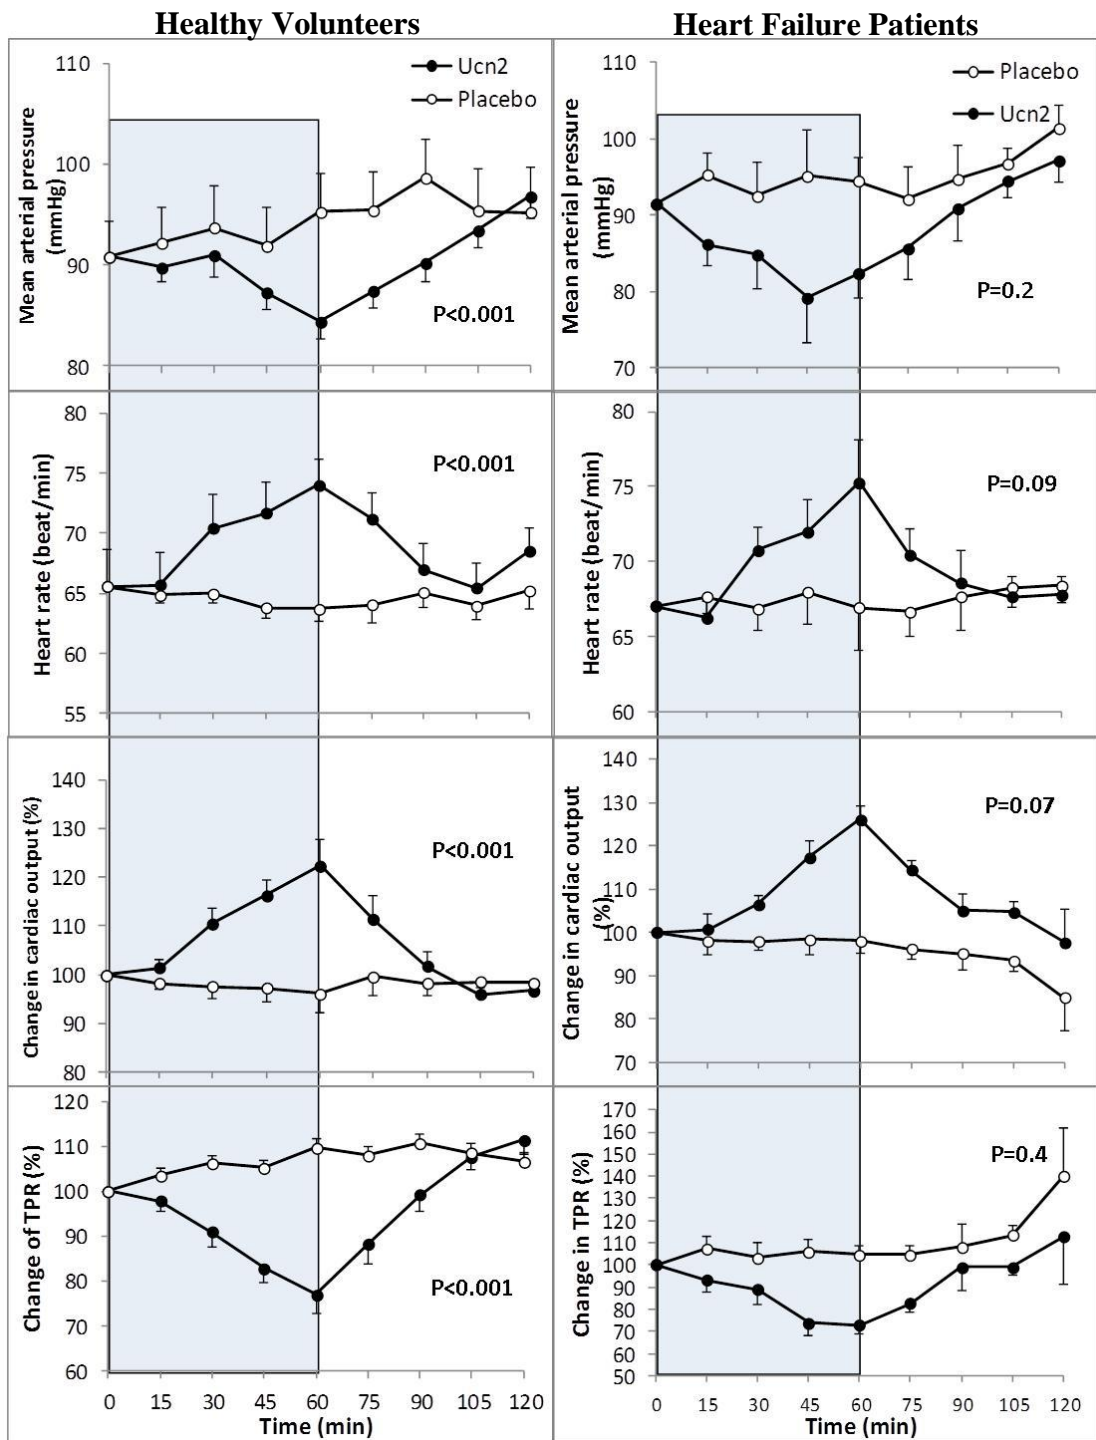 Healthy Volunteers
Heart Failure Patients
Mean arterial pressure
(mmHg)
110
100
90
80
Ucn2
Placebo
P<0.001
Mean arterial pressure
(mmHg)
110
100
90
80
70
Placebo
Ucn2
P=0.2
Heart rate (beat/min)
80
75
70
65
60
55
P<0.001
Heart rate (beat/min)
80
75
70
65
60
P=0.09
Change in cardiac output (%)
140
130
120
110
100
90
80
P<0.001
Change in cardiac output
(%)
140
130
120
110
100
90
80
70
P=0.07
Change of TPR (%)
120
110
100
90
80
70
60
P<0.001
0 15 30 45 60 75 90 105 120
Time (min)
Change in TPR (%)
170
160
150
140
130
120
110
100
90
80
70
60
50
P=0.4
0 15 30 45 60 75 90 105 120
Time (min)